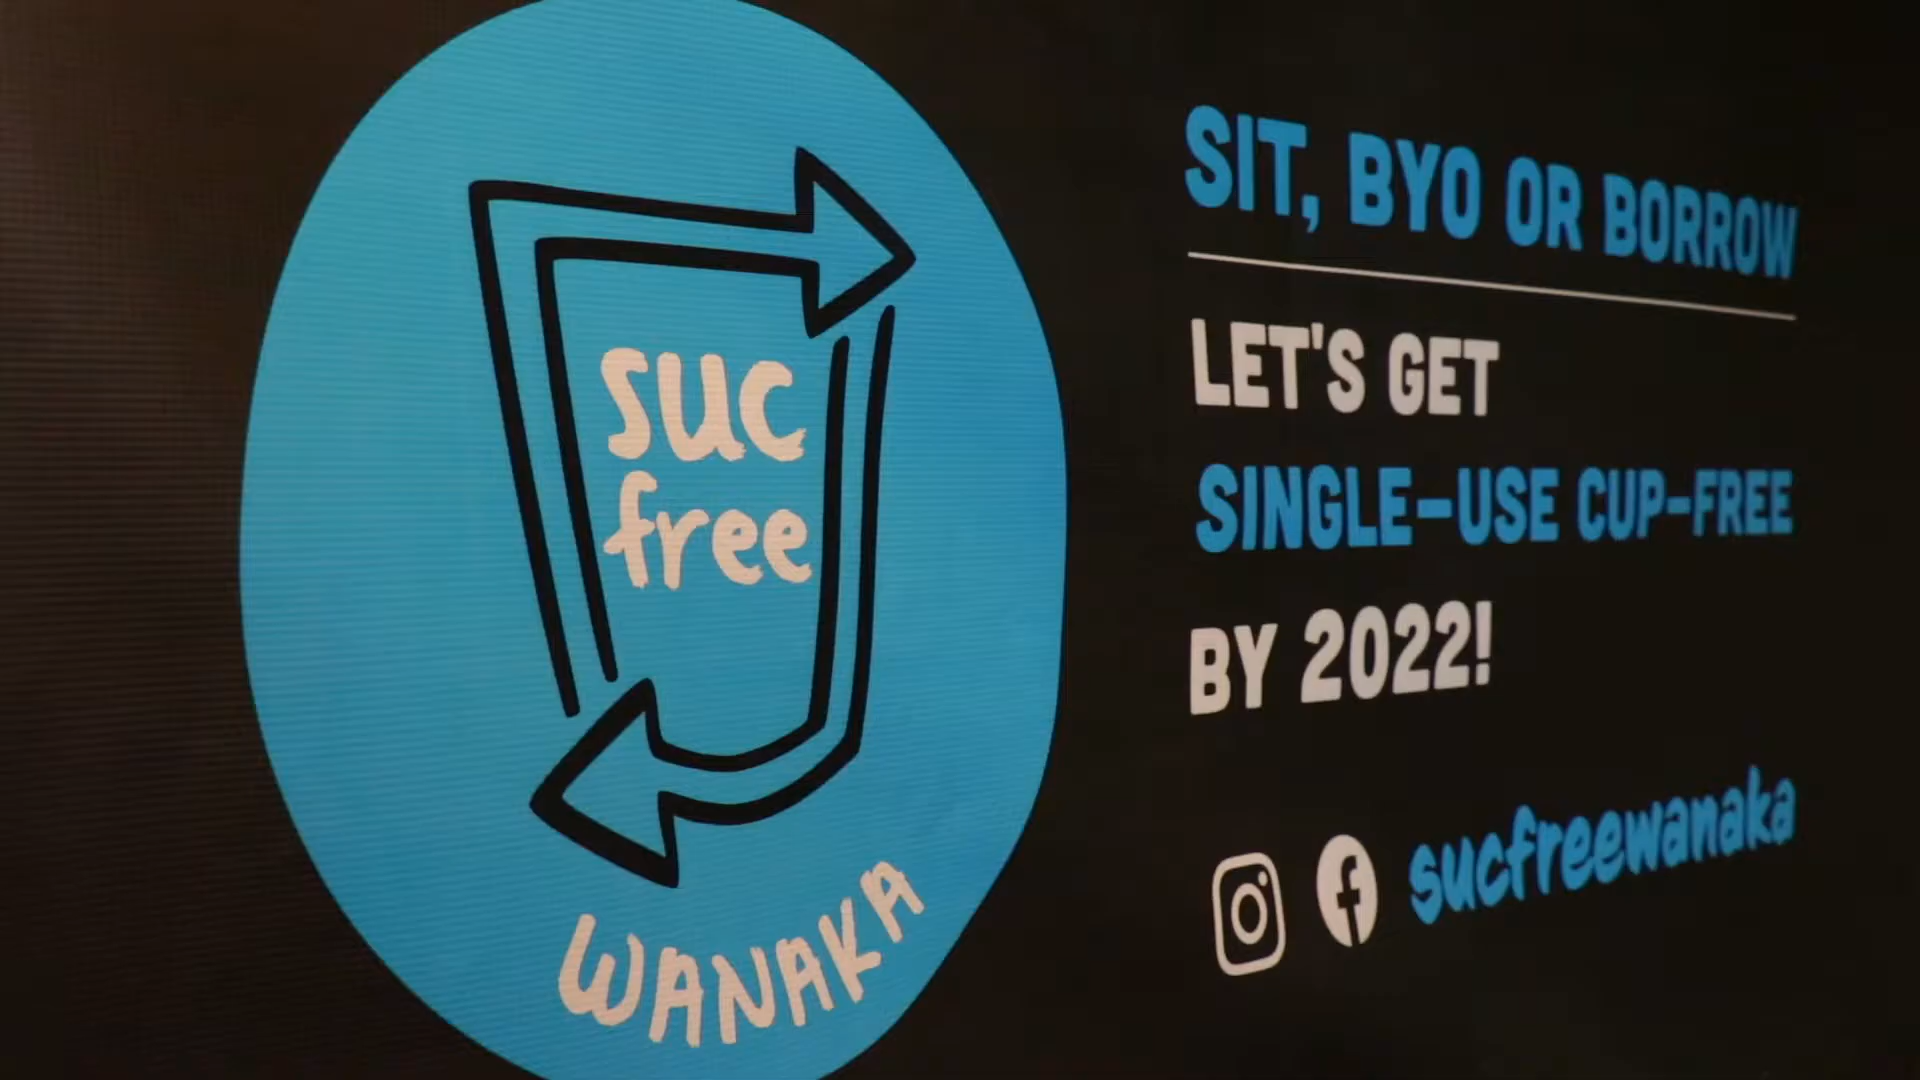 suc
free
WANAKA
SIT, BYO OR BORROW
LET'S GET
SINGLE-USE CUP-FREE
BY 2022!
sucfreewanaka